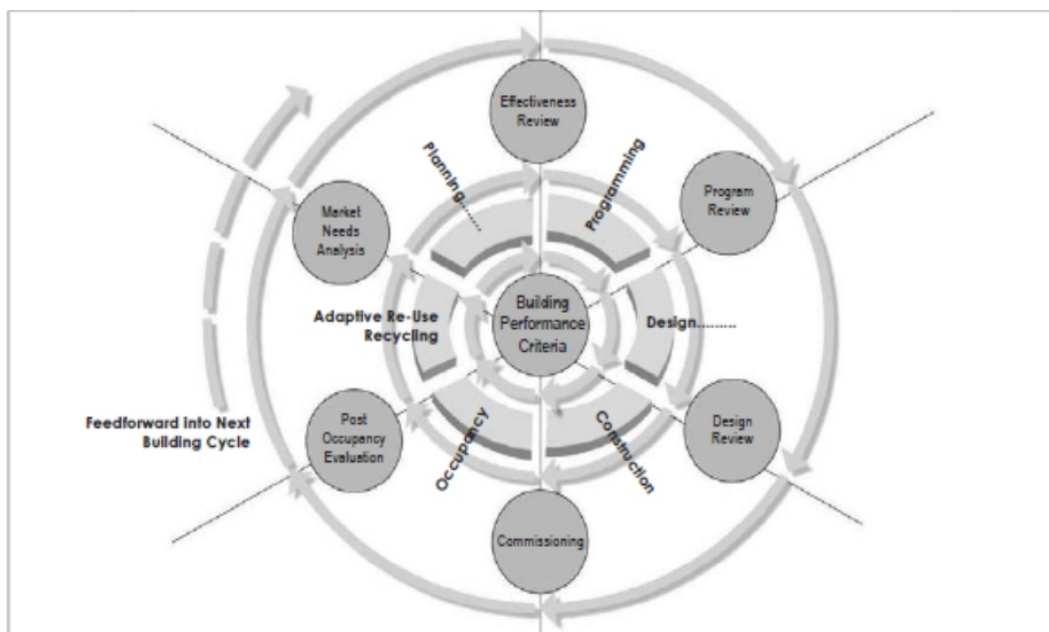 Effectiveness
Review
Planning........
Programming
Program
Review
Market
Needs
Analysis
Building
Performance
Criteria
Adaptive Re-Use
Recycling
Design.........
Feedforward into Next
Building Cycle
Post
Occupancy
Evaluation
Design
Review
Occupancy
Construction
Commissioning